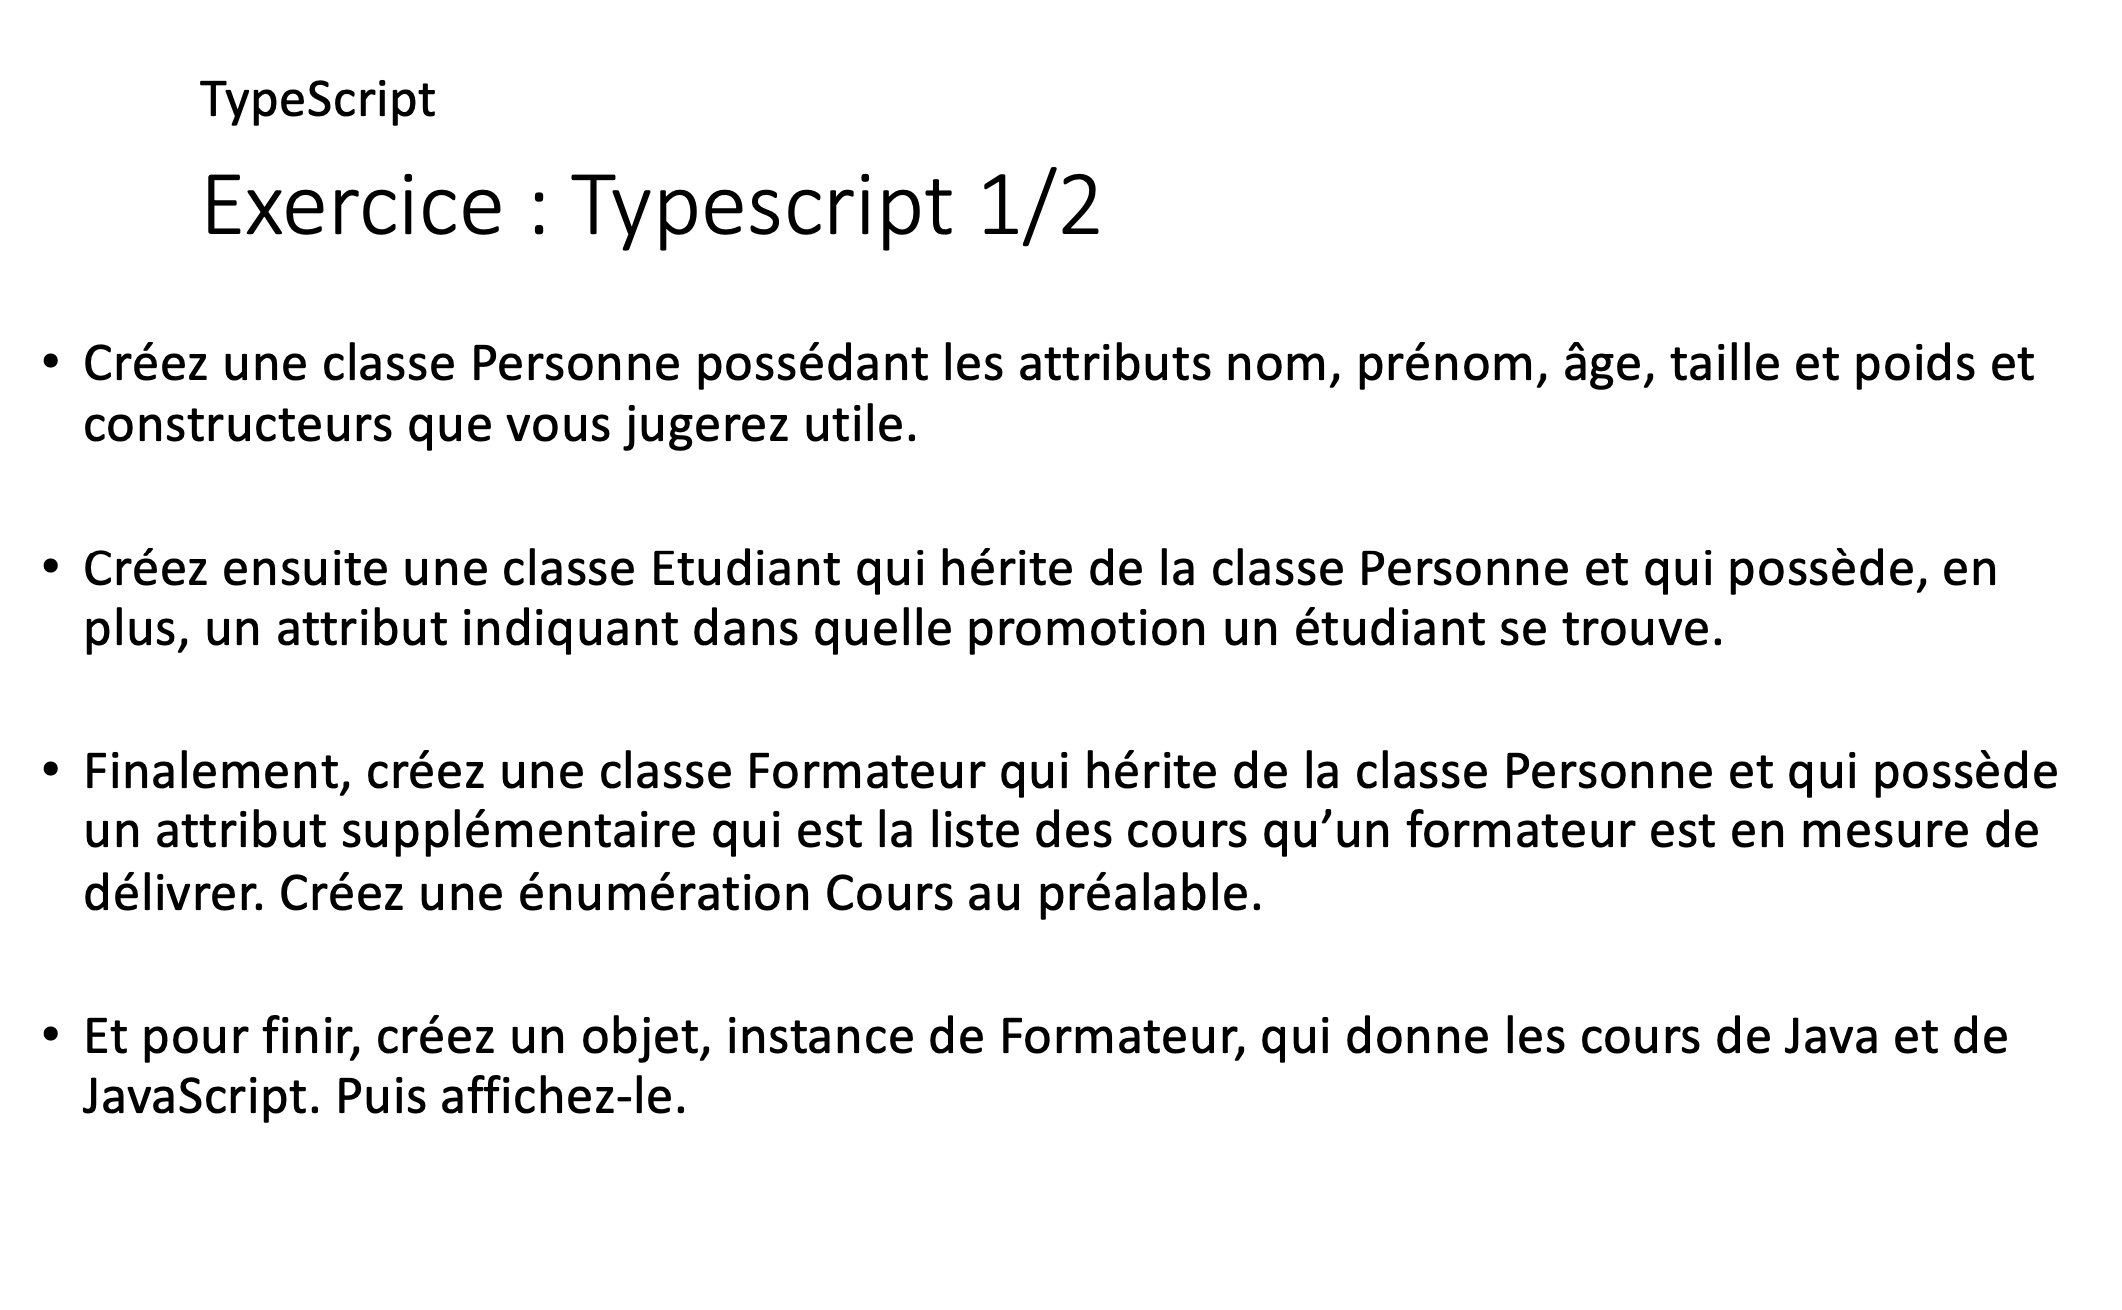 TypeScript
Exercice : Typescript 1/2
• Créez une classe Personne possédant les attributs nom, prénom, âge, taille et poids et
constructeurs que vous jugerez utile.
• Créez ensuite une classe Etudiant qui hérite de la classe Personne et qui possède, en
plus, un attribut indiquant dans quelle promotion un étudiant se trouve.
• Finalement, créez une classe Formateur qui hérite de la classe Personne et qui possède
un attribut supplémentaire qui est la liste des cours qu’un formateur est en mesure de
délivrer. Créez une énumération Cours au préalable.
• Et pour finir, créez un objet, instance de Formateur, qui donne les cours de Java et de
JavaScript. Puis affichez-le.